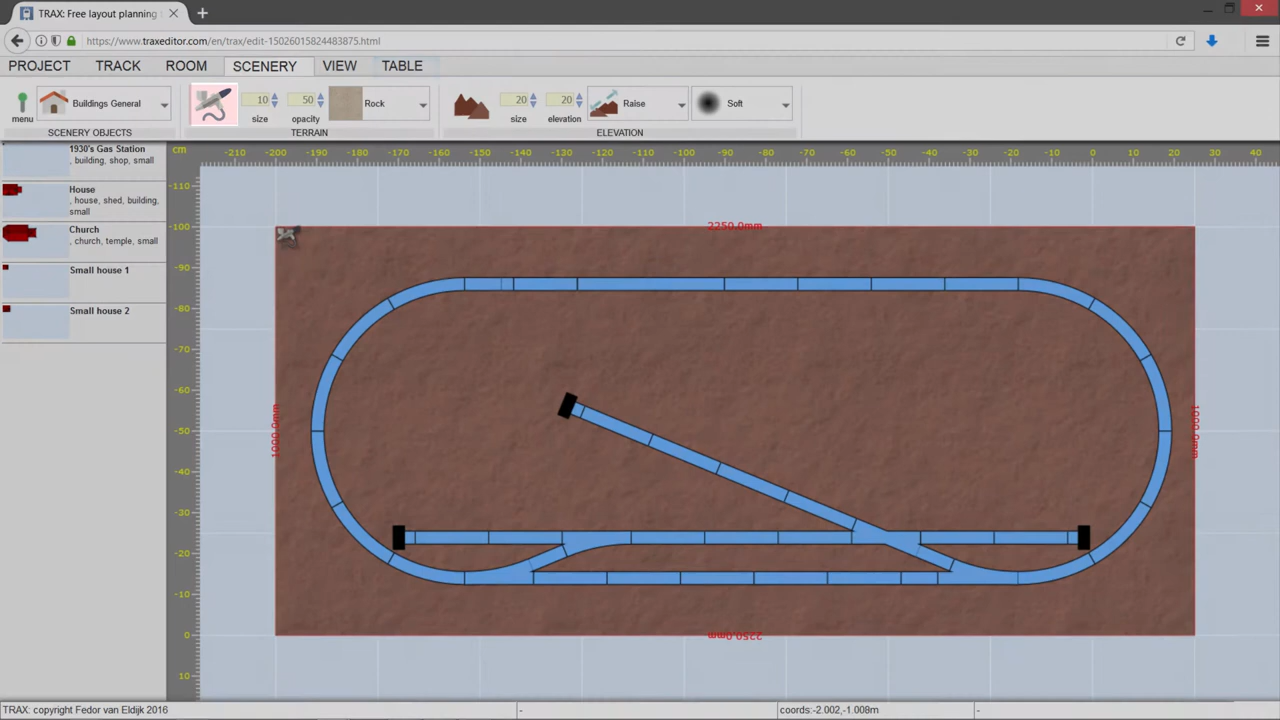 TRAX: Free layout planning
https://www.traxeditor.com/en/trax/edit-15026015824483875.html
PROJECT TRACK ROOM SCENERY VIEW TABLE
menu Buildings General 10 size 50 opacity Rock 20 size 20 elevation Raise Soft
SCENERY OBJECTS TERRAIN ELEVATION
cm -210 -200 -190 -180 -170 -160 -150 -140 -130 -120 -110 -100 -90 -80 -70 -60 -50 -40 -30 -20 -10 0 10 20 30 40
1930's Gas Station
, building, shop, small
House
, house, shed, building,
small
Church
, church, temple, small
Small house 1
Small house 2
-110
-100
-90
-80
-70
-60
-50
-40
-30
-20
-10
0
10
2250.0mm
1000.0mm
1000.0mm
2250.0mm
TRAX: copyright Fedor van Eldijk 2016 - coords:-2.002,-1.008m -